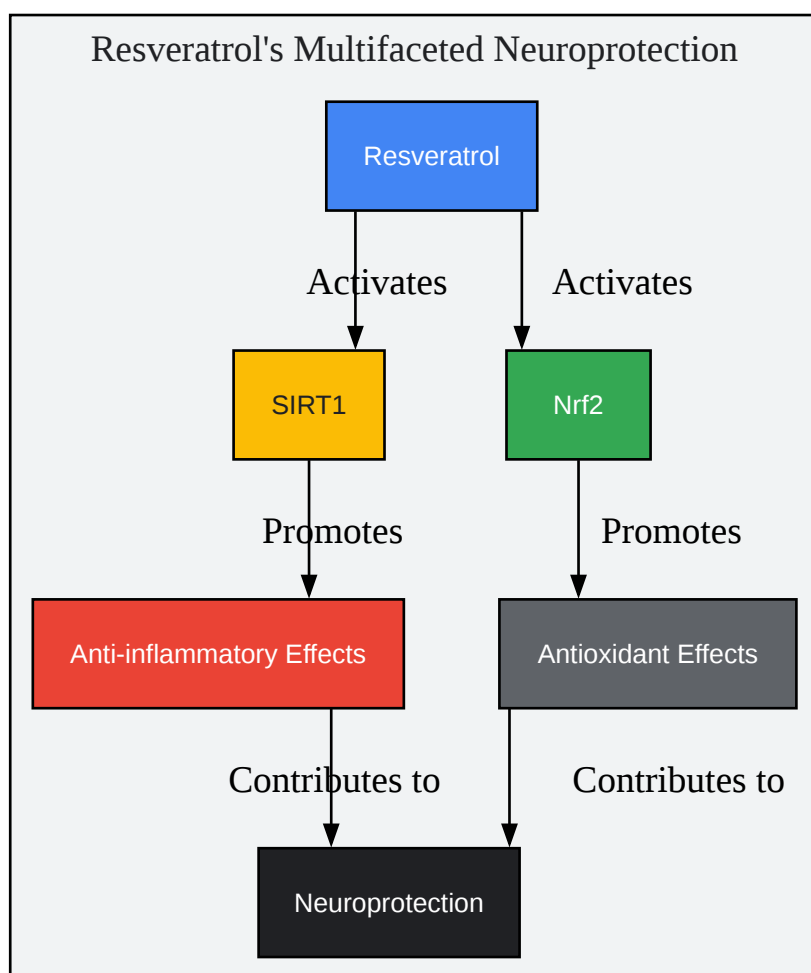 Resveratrol's Multifaceted Neuroprotection
Resveratrol
Activates
Activates
SIRT1
Nrf2
Promotes
Promotes
Anti-inflammatory Effects
Antioxidant Effects
Contributes to
Contributes to
Neuroprotection